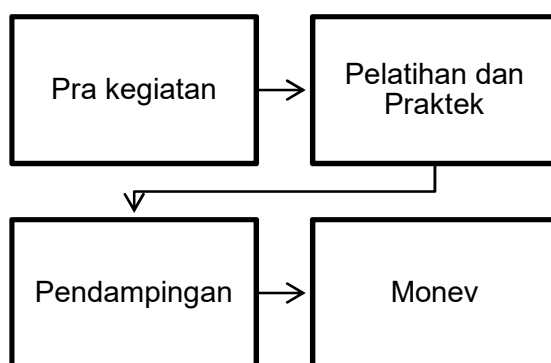 Pra kegiatan
Pelatihan dan
Praktek
Pendampingan
Monev